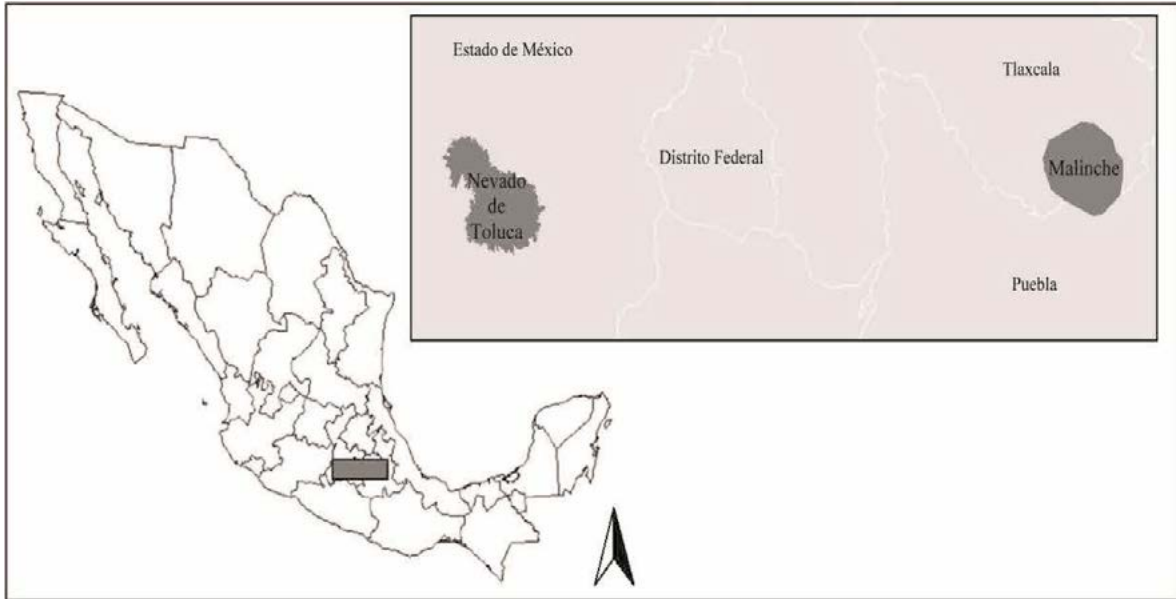 Estado de México
Tlaxcala
Distrito Federal
Malinche
Nevado
de
Toluca
Puebla